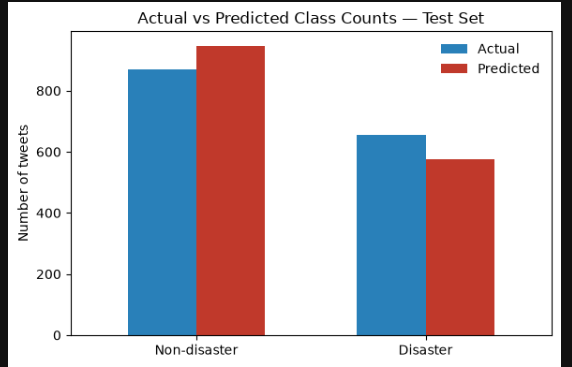 Actual vs Predicted Class Counts — Test Set
Actual
Predicted
Number of tweets
800
600
400
200
0
Non-disaster
Disaster